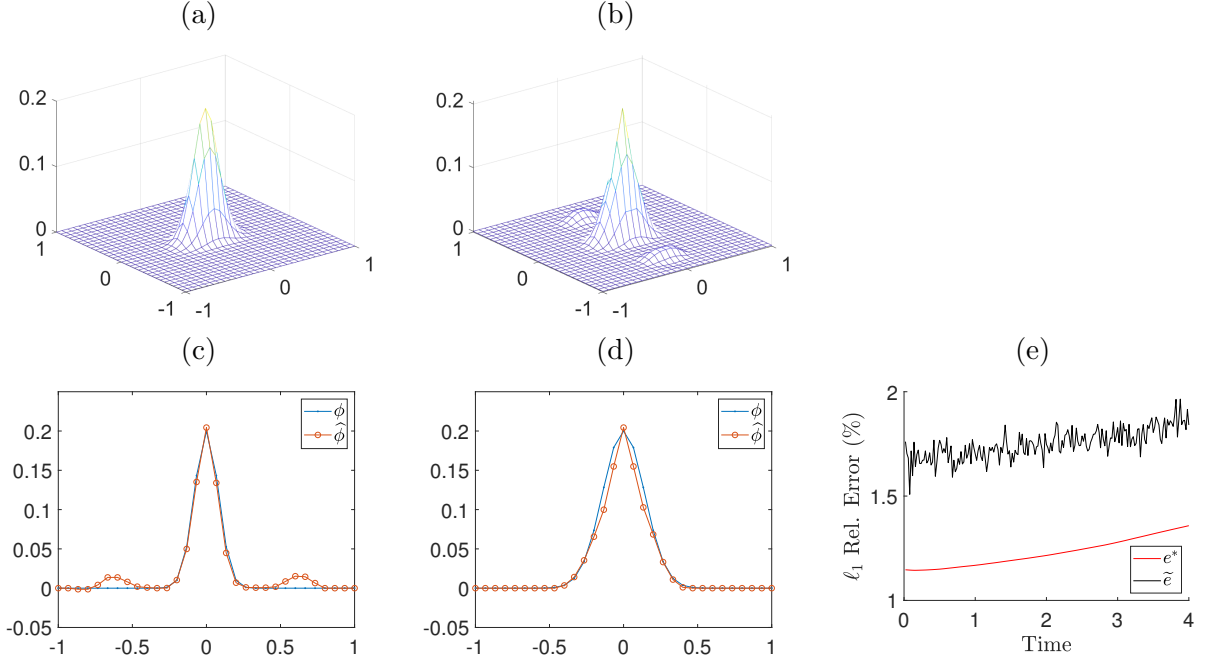 (a) (b)
0.2 0.2
0.1 0.1
0 0
1 1
0 0
-1 -1 0 1 -1 -1 0 1
(c) (d) (e)
0.2 0.2 2
0.15 0.15
0.1 0.1 1.5
0.05 0.05
0 0
-0.05 -0.05 1
-1 -0.5 0 0.5 1 -1 -0.5 0 0.5 1 0 1 2 3 4
ϕ ϕ
ϕ̂ ϕ̂
ℓ₁ Rel. Error (%)
e*
ẽ
Time